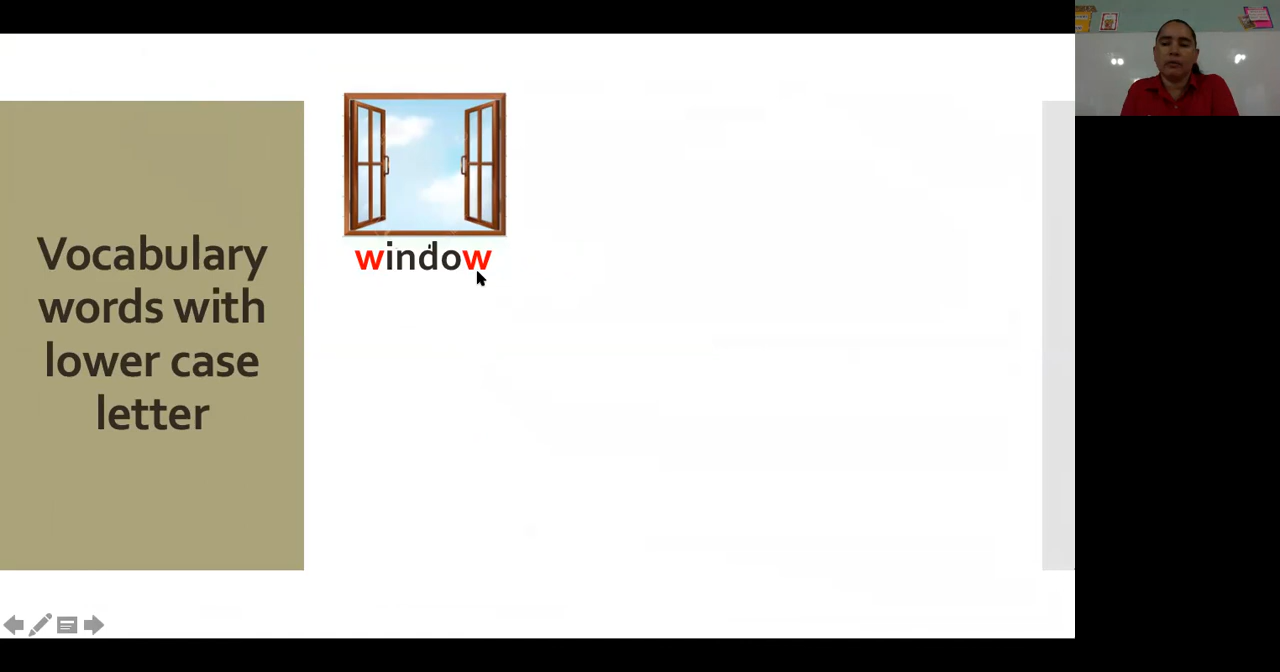 Vocabulary
words with
lower case
letter
window